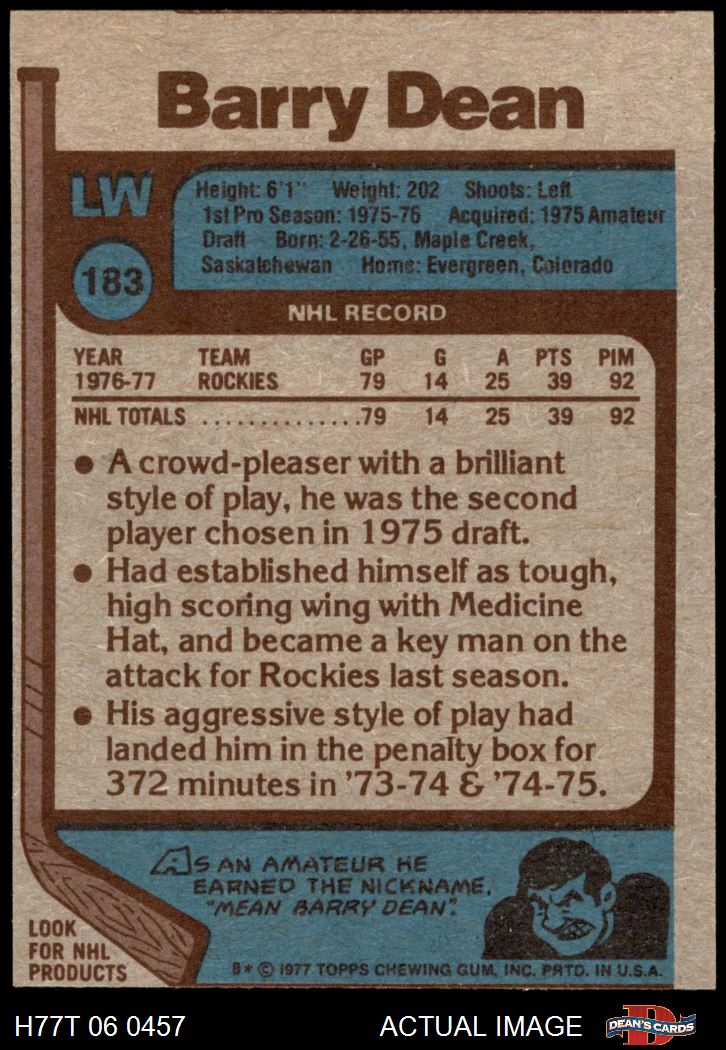 Barry Dean
LW
Height: 6'1" Weight: 202 Shoots: Left
1st Pro Season: 1975-76 Acquired: 1975 Amateur
Draft Born: 2-26-55, Maple Creek,
Saskatchewan Home: Evergreen, Colorado
183
NHL RECORD
YEAR TEAM GP G A PTS PIM
1976-77 ROCKIES 79 14 25 39 92
NHL TOTALS ...............79 14 25 39 92
● A crowd-pleaser with a brilliant
style of play, he was the second
player chosen in 1975 draft.
● Had established himself as tough,
high scoring wing with Medicine
Hat, and became a key man on the
attack for Rockies last season.
● His aggressive style of play had
landed him in the penalty box for
372 minutes in '73-74 & '74-75.
AS AN AMATEUR HE
EARNED THE NICKNAME,
"MEAN BARRY DEAN".
LOOK
FOR NHL
PRODUCTS
B* © 1977 TOPPS CHEWING GUM, INC. PRTD. IN U.S.A.
H77T 06 0457 ACTUAL IMAGE D DEAN'S CARDS